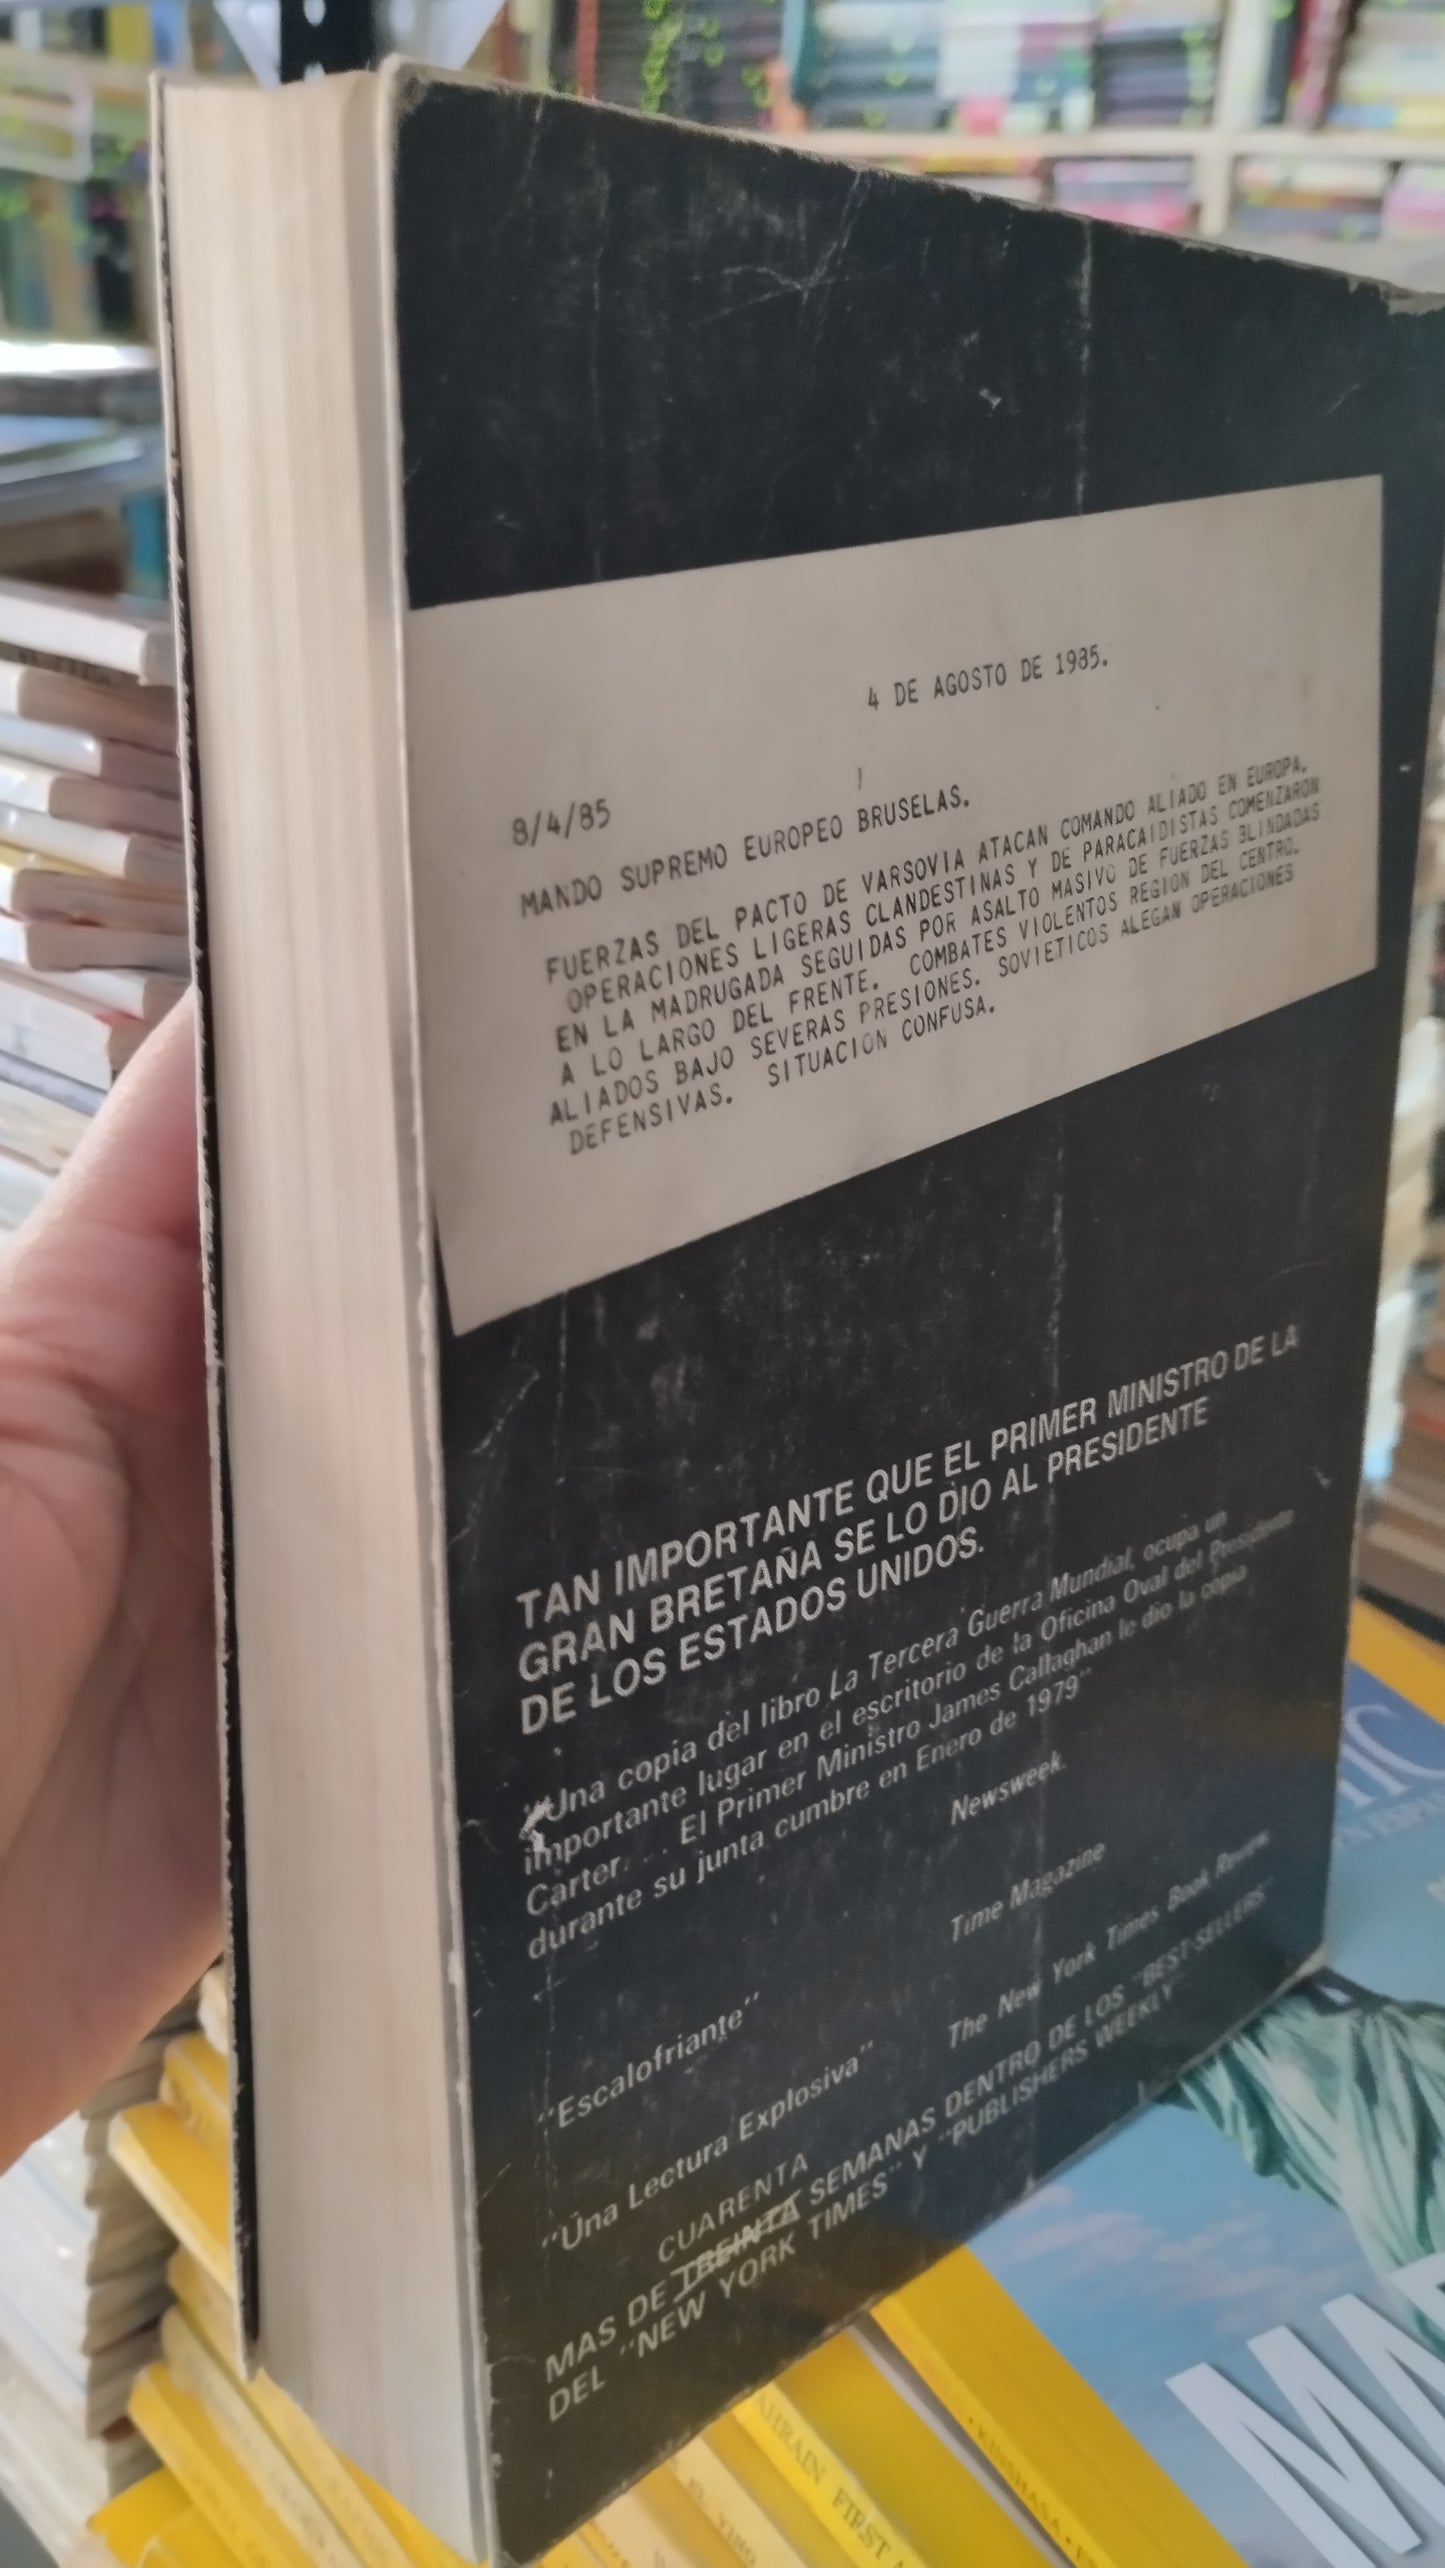 4 DE AGOSTO DE 1985.
8/4/85
MANDO SUPREMO EUROPEO BRUSELAS.
FUERZAS DEL PACTO DE VARSOVIA ATACAN COMANDO ALIADO EN EUROPA.
OPERACIONES LIGERAS CLANDESTINAS Y DE PARACAIDISTAS COMENZARON
EN LA MADRUGADA SEGUIDAS POR ASALTO MASIVO DE FUERZAS BLINDADAS
A LO LARGO DEL FRENTE. COMBATES VIOLENTOS REGION DEL CENTRO.
ALIADOS BAJO SEVERAS PRESIONES. SOVIETICOS ALEGAN OPERACIONES
DEFENSIVAS. SITUACION CONFUSA.
TAN IMPORTANTE QUE EL PRIMER MINISTRO DE LA
GRAN BRETAÑA SE LO DIO AL PRESIDENTE
DE LOS ESTADOS UNIDOS.
"Una copia del libro La Tercera Guerra Mundial, ocupa un
importante lugar en el escritorio de la Oficina Oval del Presidente
Carter. . . El Primer Ministro James Callaghan le dio la copia
durante su junta cumbre en Enero de 1979"
Newsweek.
"Escalofriante"
Time Magazine
"Una Lectura Explosiva"
The New York Times Book Review
CUARENTA
MAS DE TREINTA SEMANAS DENTRO DE LOS "BEST-SELLERS"
DEL "NEW YORK TIMES" Y "PUBLISHERS WEEKLY"
AHRAIN FIRST
KINSHASA